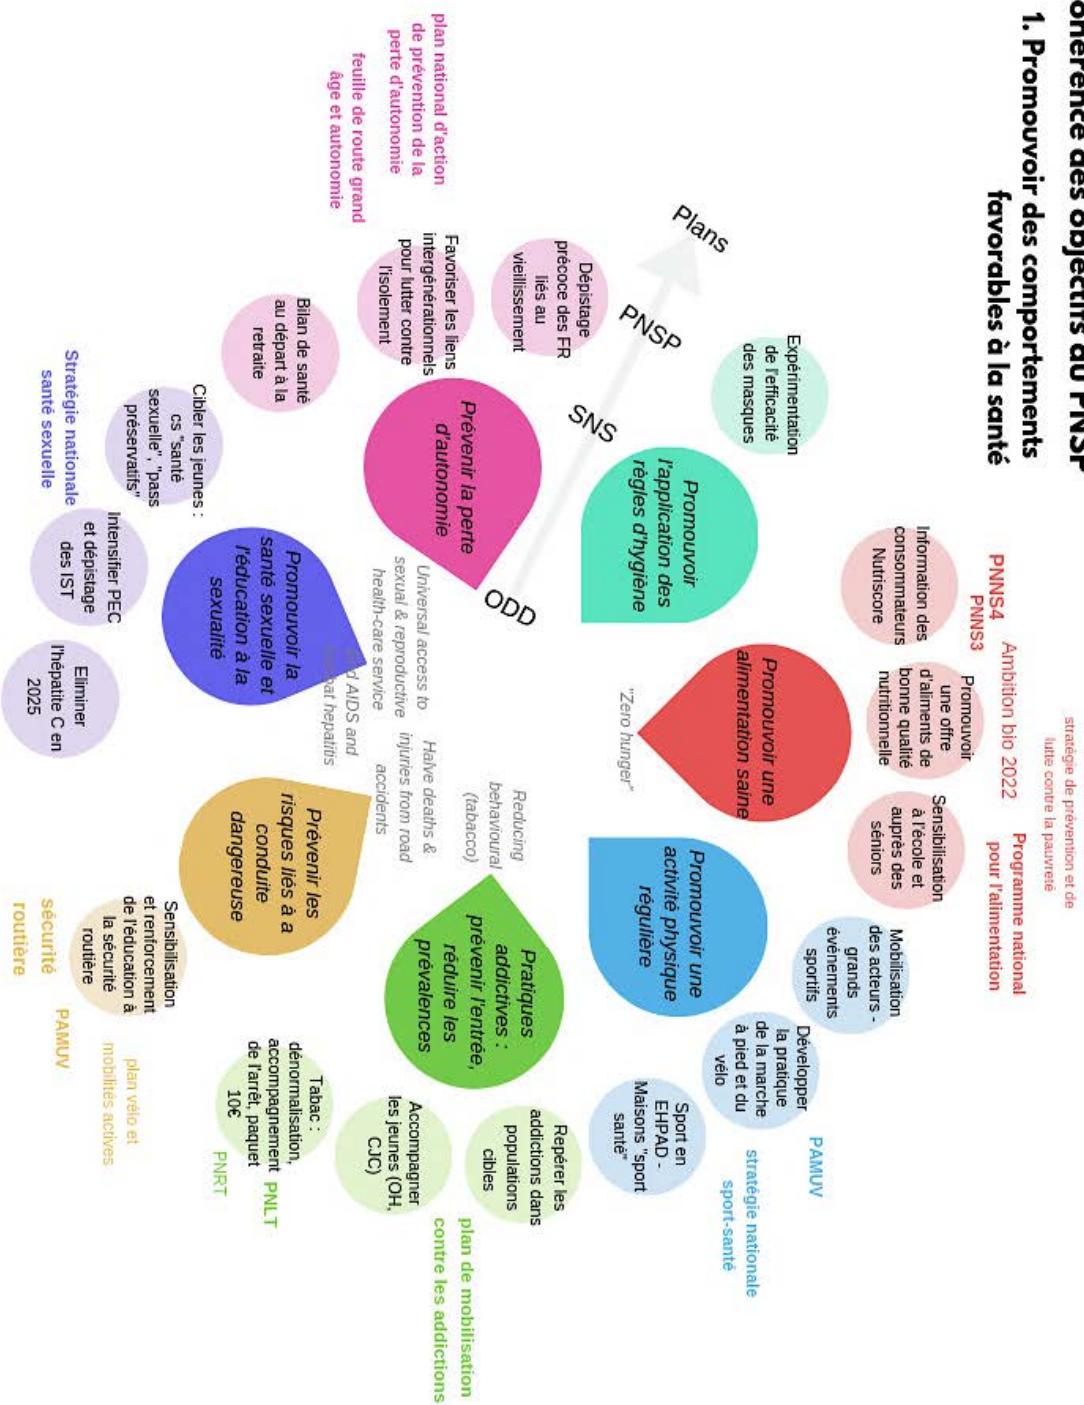 1. Promouvoir des comportements
favorables à la santé
des objectifs du PNSP
Plans
PNSP
SNS
ODD
Expérimentation
de l'efficacité
des masques
Promouvoir
l'application des
règles d'hygiène
stratégie de prévention et de
lutte contre la pauvreté
PNNS4
PNNS3
Ambition bio 2022
Programme national
pour l'alimentation
Information des
consommateurs
Nutriscore
Promouvoir
une offre
d'aliments de
bonne qualité
nutritionnelle
Sensibilisation
à l'école et
auprès des
séniors
Promouvoir une
alimentation saine
"Zero hunger"
Mobilisation
des acteurs -
grands
évènements
sportifs
Développer
la pratique
de la marche
à pied et du
vélo
Sport en
EHPAD -
Maisons "sport
santé"
PAMUV
stratégie nationale
sport-santé
Promouvoir une
activité physique
régulière
Reducing
behavioural
(tabacco)
Pratiques
addictives :
prévenir l'entrée,
réduire les
prévalences
Repérer les
addictions dans
populations
cibles
Accompagner
les jeunes (OH,
CJC)
Tabac :
dénormalisation,
accompagnement
de l'arrêt, paquet
10€
plan de mobilisation
contre les addictions
PNLT
PNRT
Halve deaths &
injuries from road
accidents
Prévenir les
risques liés à a
conduite
dangereuse
Sensibilisation
et renforcement
de l'éducation à
la sécurité
routière
sécurité
routière
PAMUV
plan vélo et
mobilités actives
Universal access to
sexual & reproductive
health-care service
AIDS and
hepatitis
Promouvoir la
santé sexuelle et
l'éducation à la
sexualité
Cibler les jeunes :
cs "santé
sexuelle", "pass
préservatifs"
Intensifier PEC
et dépistage
des IST
Eliminer
l'hépatite C en
2025
Stratégie nationale
santé sexuelle
Prévenir la perte
d'autonomie
Dépistage
précoce des FR
liés au
vieillissement
Favoriser les liens
intergénérationnels
pour lutter contre
l'isolement
Bilan de santé
au départ à la
retraite
plan national d'action
de prévention de la
perte d'autonomie
feuille de route grand
âge et autonomie